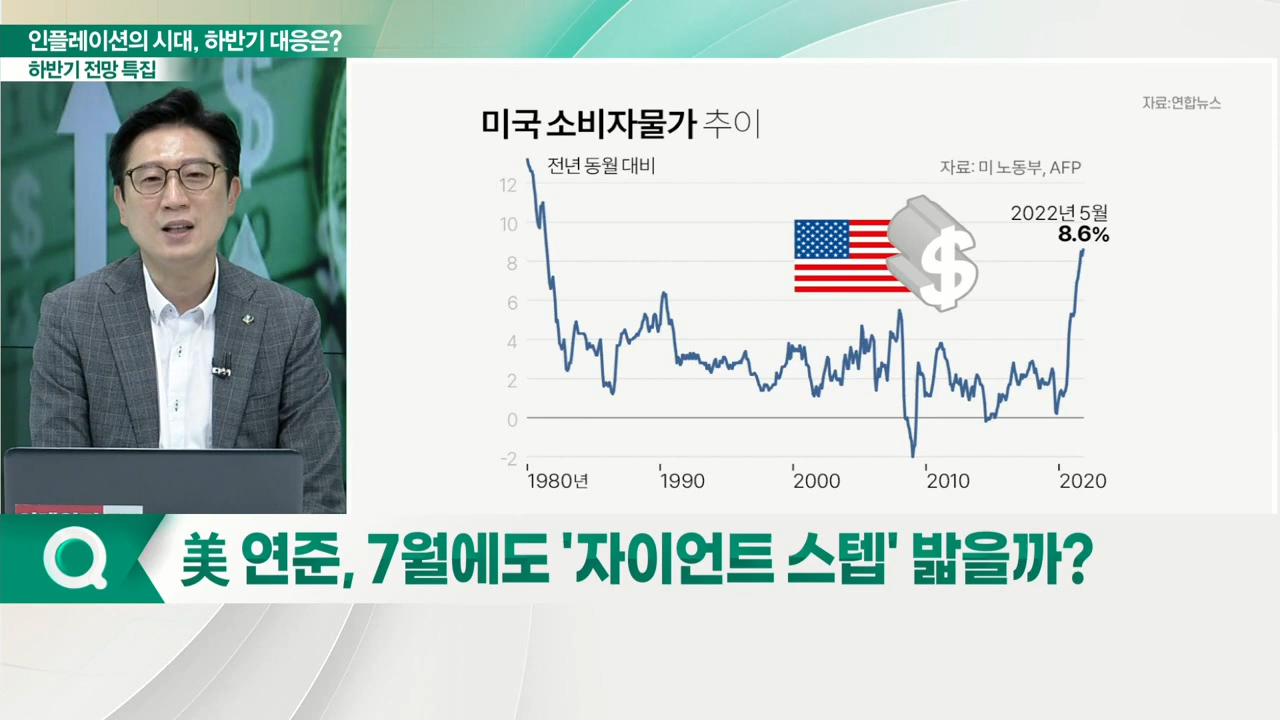 인플레이션의 시대, 하반기 대응은?
하반기 전망 특집
자료:연합뉴스
미국 소비자물가 추이
전년 동월 대비
자료: 미 노동부, AFP
2022년 5월
8.6%
12
10
8
6
4
2
0
-2
1980년 1990 2000 2010 2020
美 연준, 7월에도 '자이언트 스텝' 밟을까?